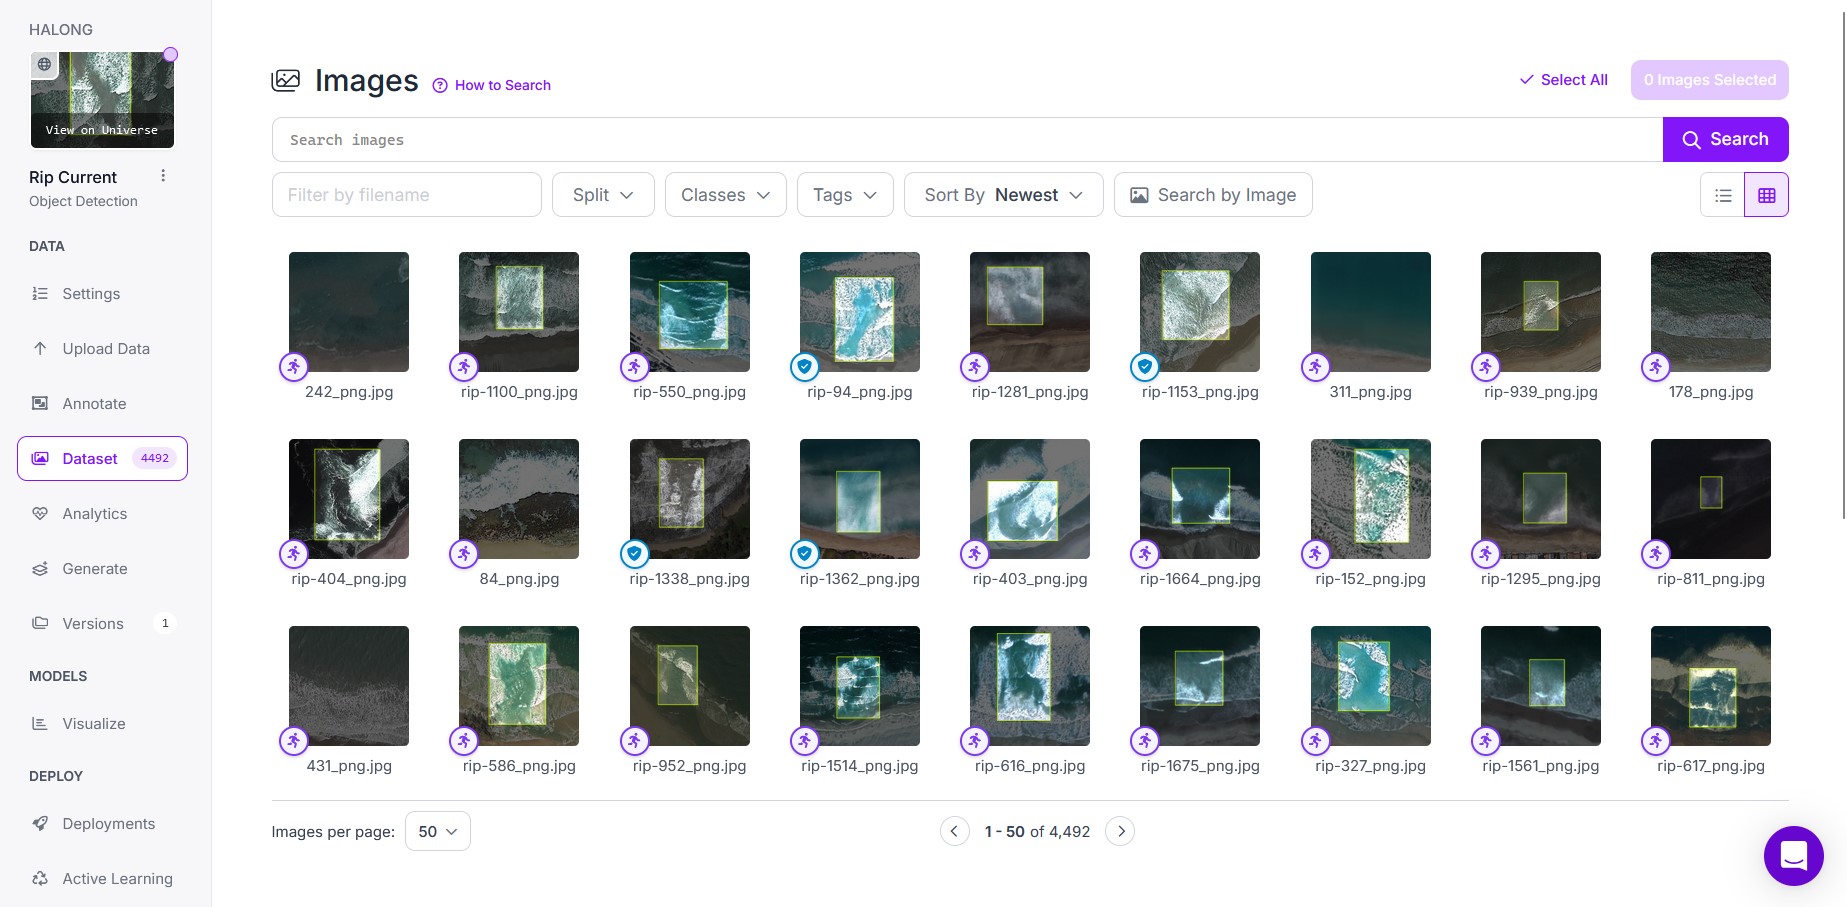 HALONG
View on Universe
Rip Current
Object Detection
DATA
Settings
Upload Data
Annotate
Dataset 4492
Analytics
Generate
Versions 1
MODELS
Visualize
DEPLOY
Deployments
Active Learning
Images How to Search
Select All 0 Images Selected
Search images Search
Filter by filename Split Classes Tags Sort By Newest Search by Image
242_png.jpg rip-1100_png.jpg rip-550_png.jpg rip-94_png.jpg rip-1281_png.jpg rip-1153_png.jpg 311_png.jpg rip-939_png.jpg 178_png.jpg
rip-404_png.jpg 84_png.jpg rip-1338_png.jpg rip-1362_png.jpg rip-403_png.jpg rip-1664_png.jpg rip-152_png.jpg rip-1295_png.jpg rip-811_png.jpg
431_png.jpg rip-586_png.jpg rip-952_png.jpg rip-1514_png.jpg rip-616_png.jpg rip-1675_png.jpg rip-327_png.jpg rip-1561_png.jpg rip-617_png.jpg
Images per page: 50 1 - 50 of 4,492